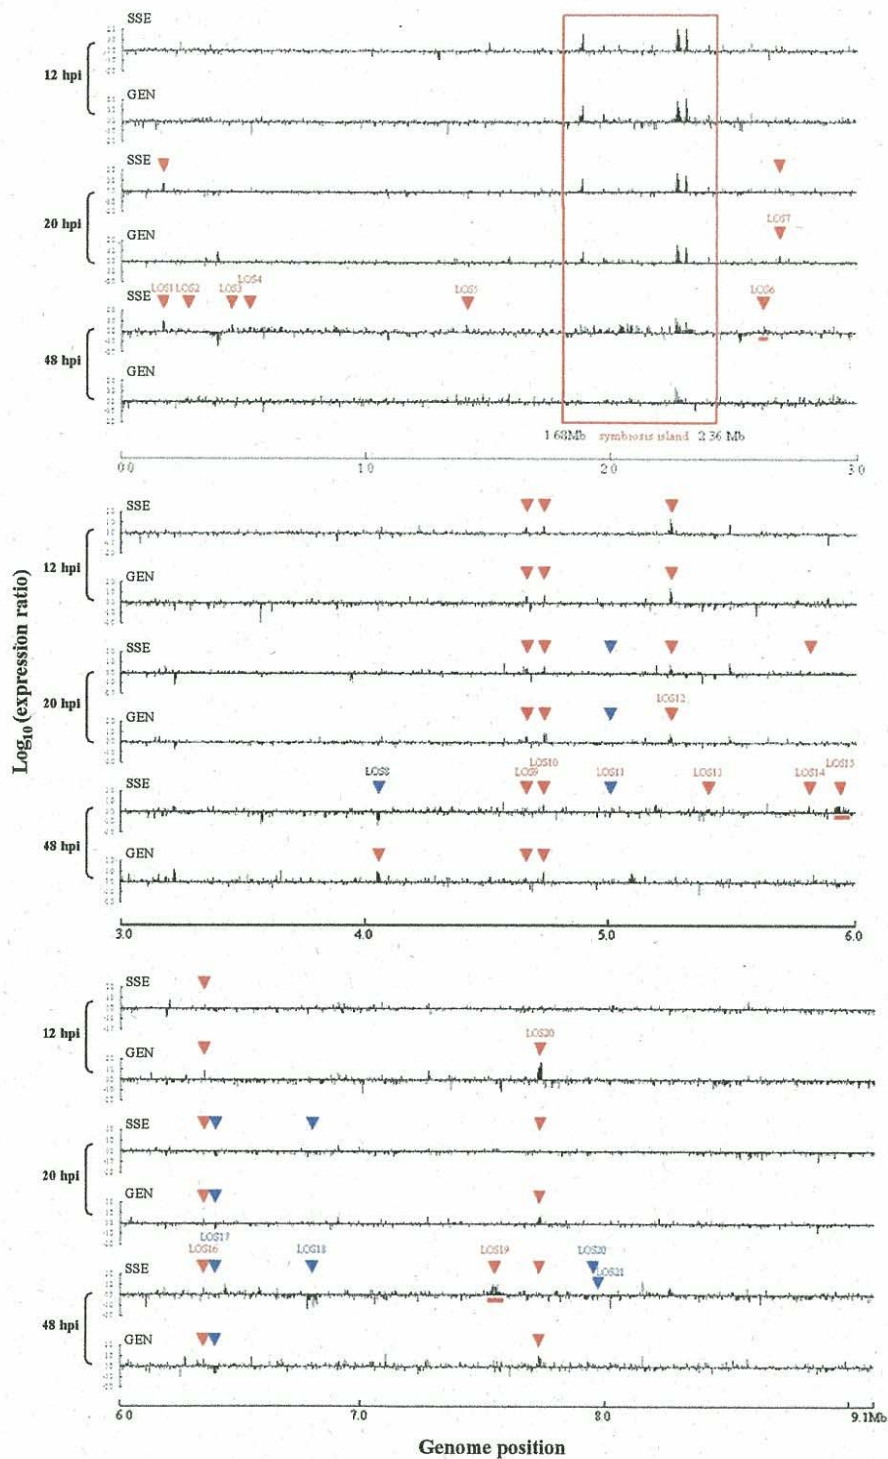 SSE
12 hpi
GEN
SSE
20 hpi
LOS7
GEN
LOS1 LOS2 LOS3 LOS4 LOS5 LOS6
SSE
48 hpi
GEN
1 68Mb symbiosis island 2 36 Mb
0.0 1.0 2.0 3.0
SSE
12 hpi
GEN
SSE
20 hpi
LOS12
GEN
LOS8 LOS9 LOS10 LOS11 LOS13 LOS14 LOS15
SSE
48 hpi
GEN
3.0 4.0 5.0 6.0
Log10 (expression ratio)
SSE
12 hpi
LOS20
GEN
SSE
20 hpi
GEN
LOS17
LOS16 LOS18 LOS19 LOS20
LOS21
SSE
48 hpi
GEN
6.0 7.0 8.0 9.1Mb
Genome position